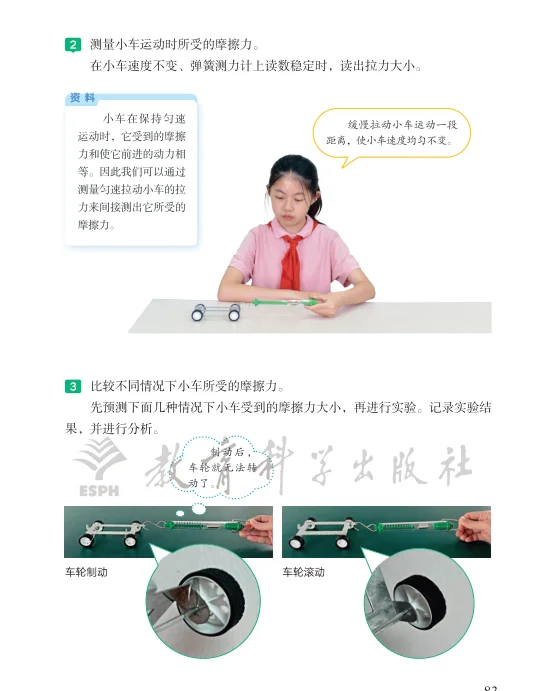 2 测量小车运动时所受的摩擦力。
在小车速度不变、弹簧测力计上读数稳定时，读出拉力大小。
资料
小车在保持匀速
运动时，它受到的摩擦
力和使它前进的动力相
等。因此我们可以通过
测量匀速拉动小车的拉
力来间接测出它所受的
摩擦力。
缓慢拉动小车运动一段
距离，使小车速度均匀不变。
3 比较不同情况下小车所受的摩擦力。
先预测下面几种情况下小车受到的摩擦力大小，再进行实验。记录实验结
果，并进行分析。
制动后，
车轮就无法转
动了。
ESPH 教育科学出版社
车轮制动
车轮滚动